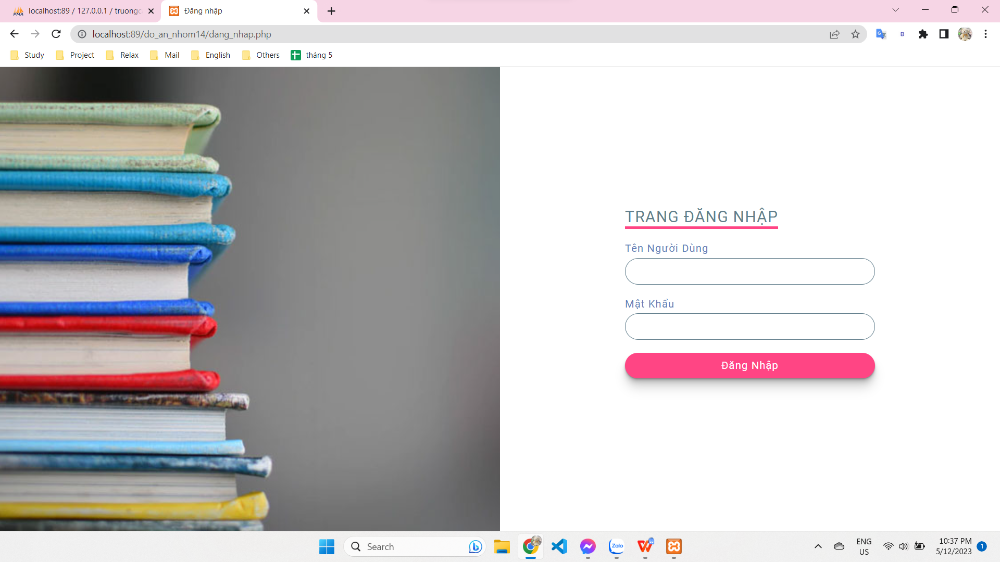 localhost:89 / 127.0.0.1 / truongc
Đăng nhập
localhost:89/do_an_nhom14/dang_nhap.php
Study
Project
Relax
Mail
English
Others
tháng 5
TRANG ĐĂNG NHẬP
Tên Người Dùng
Mật Khẩu
Đăng Nhập
Search
ENG
US
10:37 PM
5/12/2023
1
PMA
B
Zalo